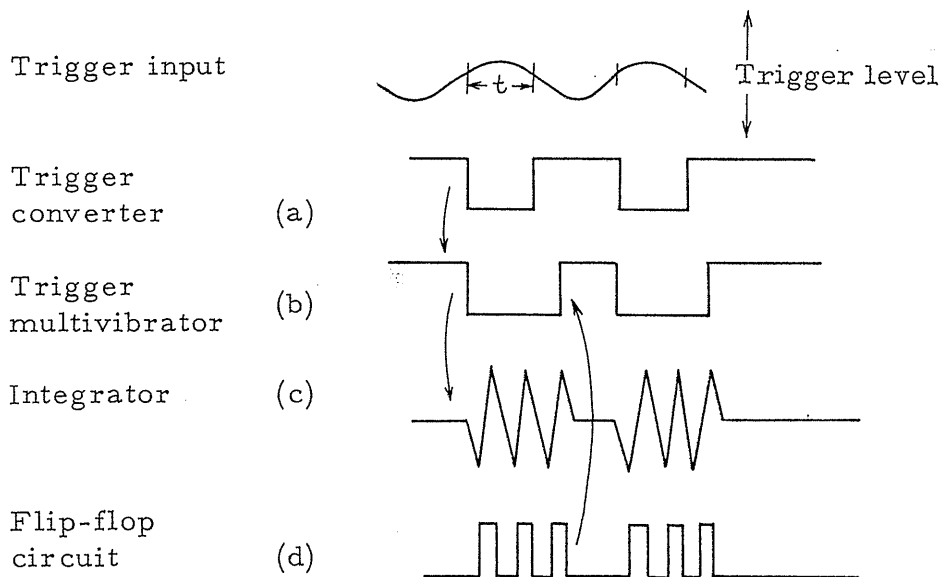 Trigger input
t
Trigger level
Trigger
converter (a)
Trigger
multivibrator (b)
Integrator (c)
Flip-flop
circuit (d)